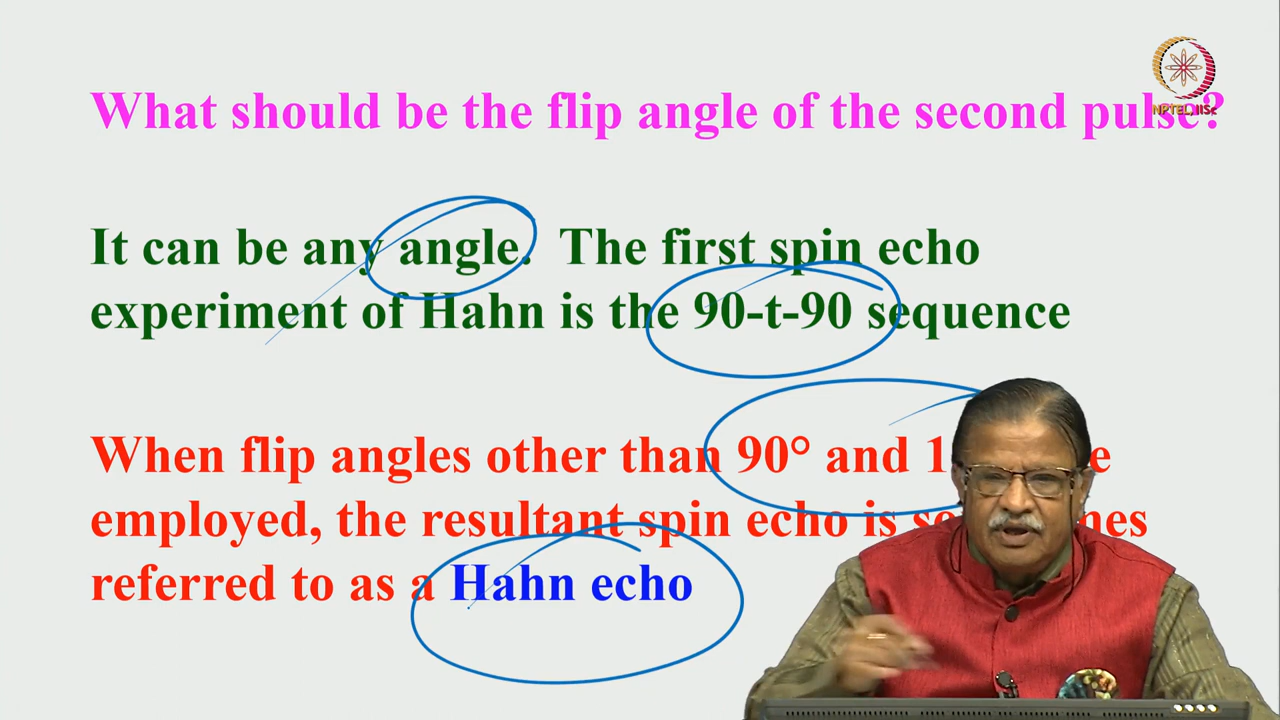 What should be the flip angle of the second pulse?
NPTEL, IISc
It can be any angle. The first spin echo
experiment of Hahn is the 90-t-90 sequence
When flip angles other than 90° and
employed, the resultant spin echo is
referred to as a Hahn echo